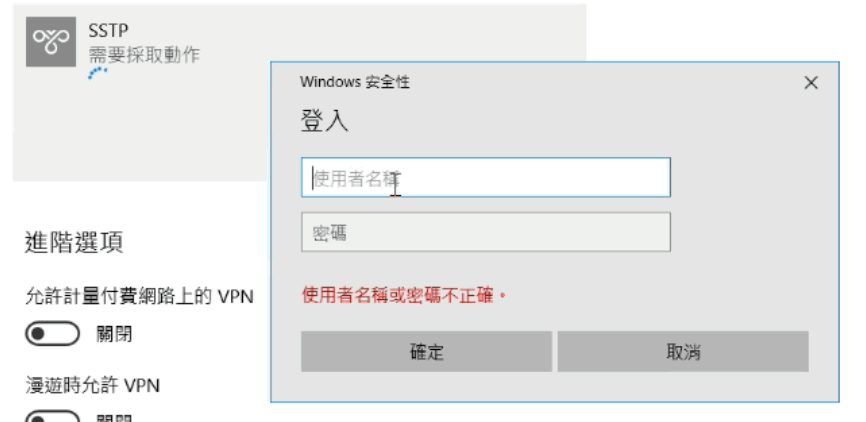 SSTP
需要採取動作
Windows 安全性
登入
使用者名稱
密碼
進階選項
使用者名稱或密碼不正確。
允許計量付費網路上的 VPN
關閉
確定
取消
漫遊時允許 VPN
關閉